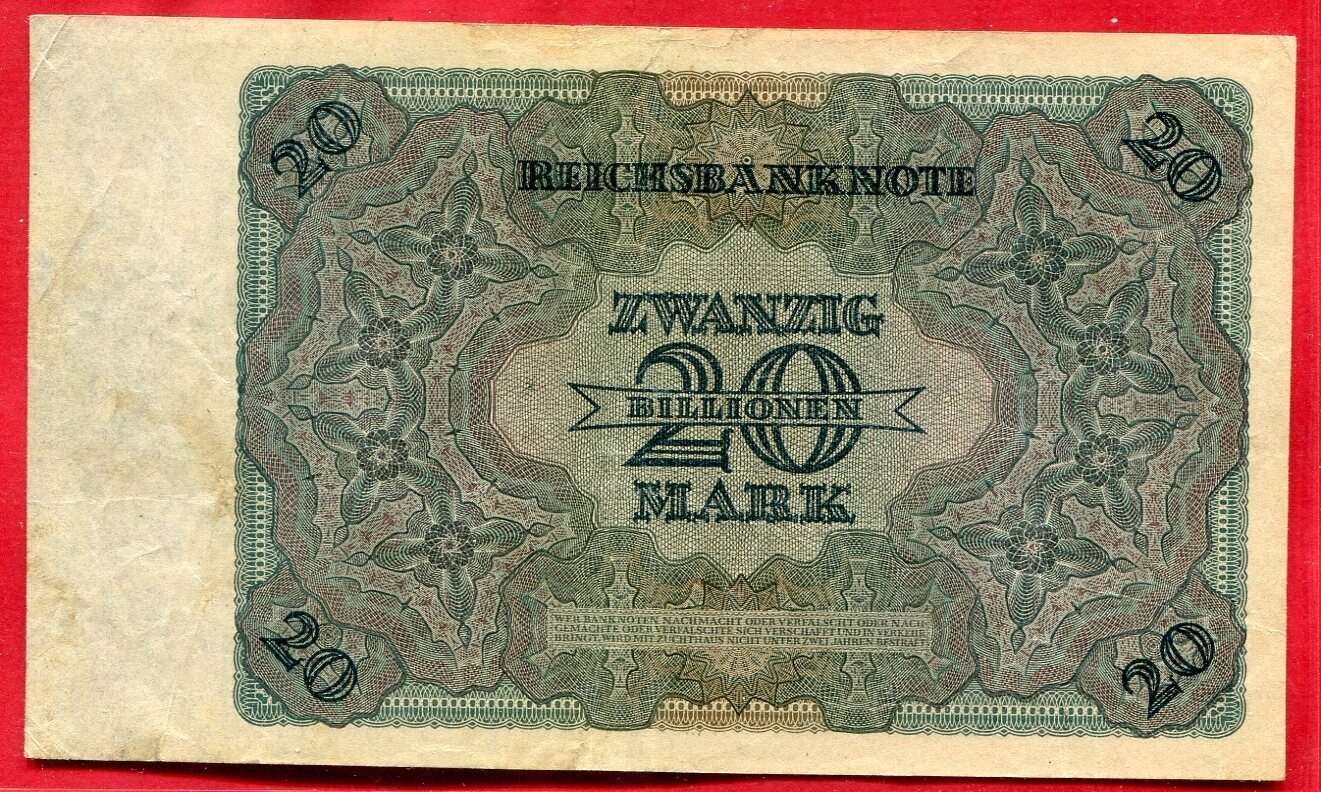 20
20
REICHSBANKNOTE
ZWANZIG
20
BILLIONEN
MARK
WER BANKNOTEN NACHMACHT ODER VERFÄLSCHT ODER NACH-
GEMACHTE ODER VERFÄLSCHTE SICH VERSCHAFFT UND IN VERKEHR
BRINGT, WIRD MIT ZUCHTHAUS NICHT UNTER ZWEI JAHREN BESTRAFT
20
20